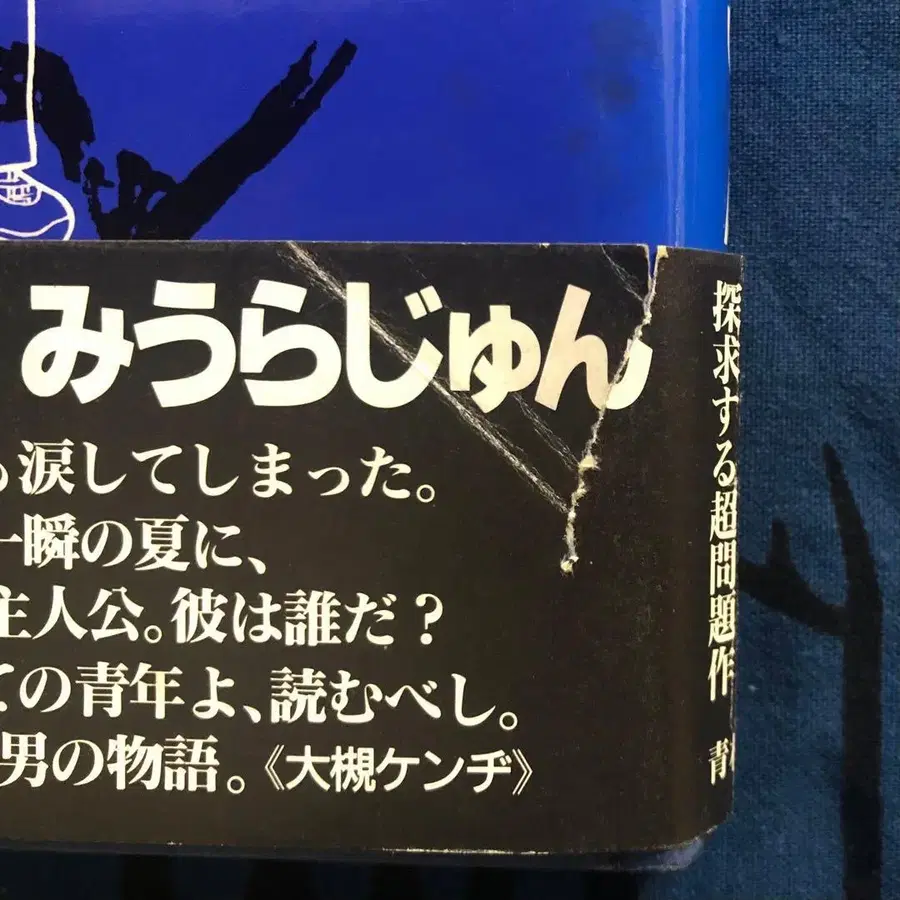 みうらじゅん
涙してしまった。
一瞬の夏に、
主人公。彼は誰だ？
の青年よ、読むべし。
男の物語。《大槻ケンヂ》
探求する超問題作
青